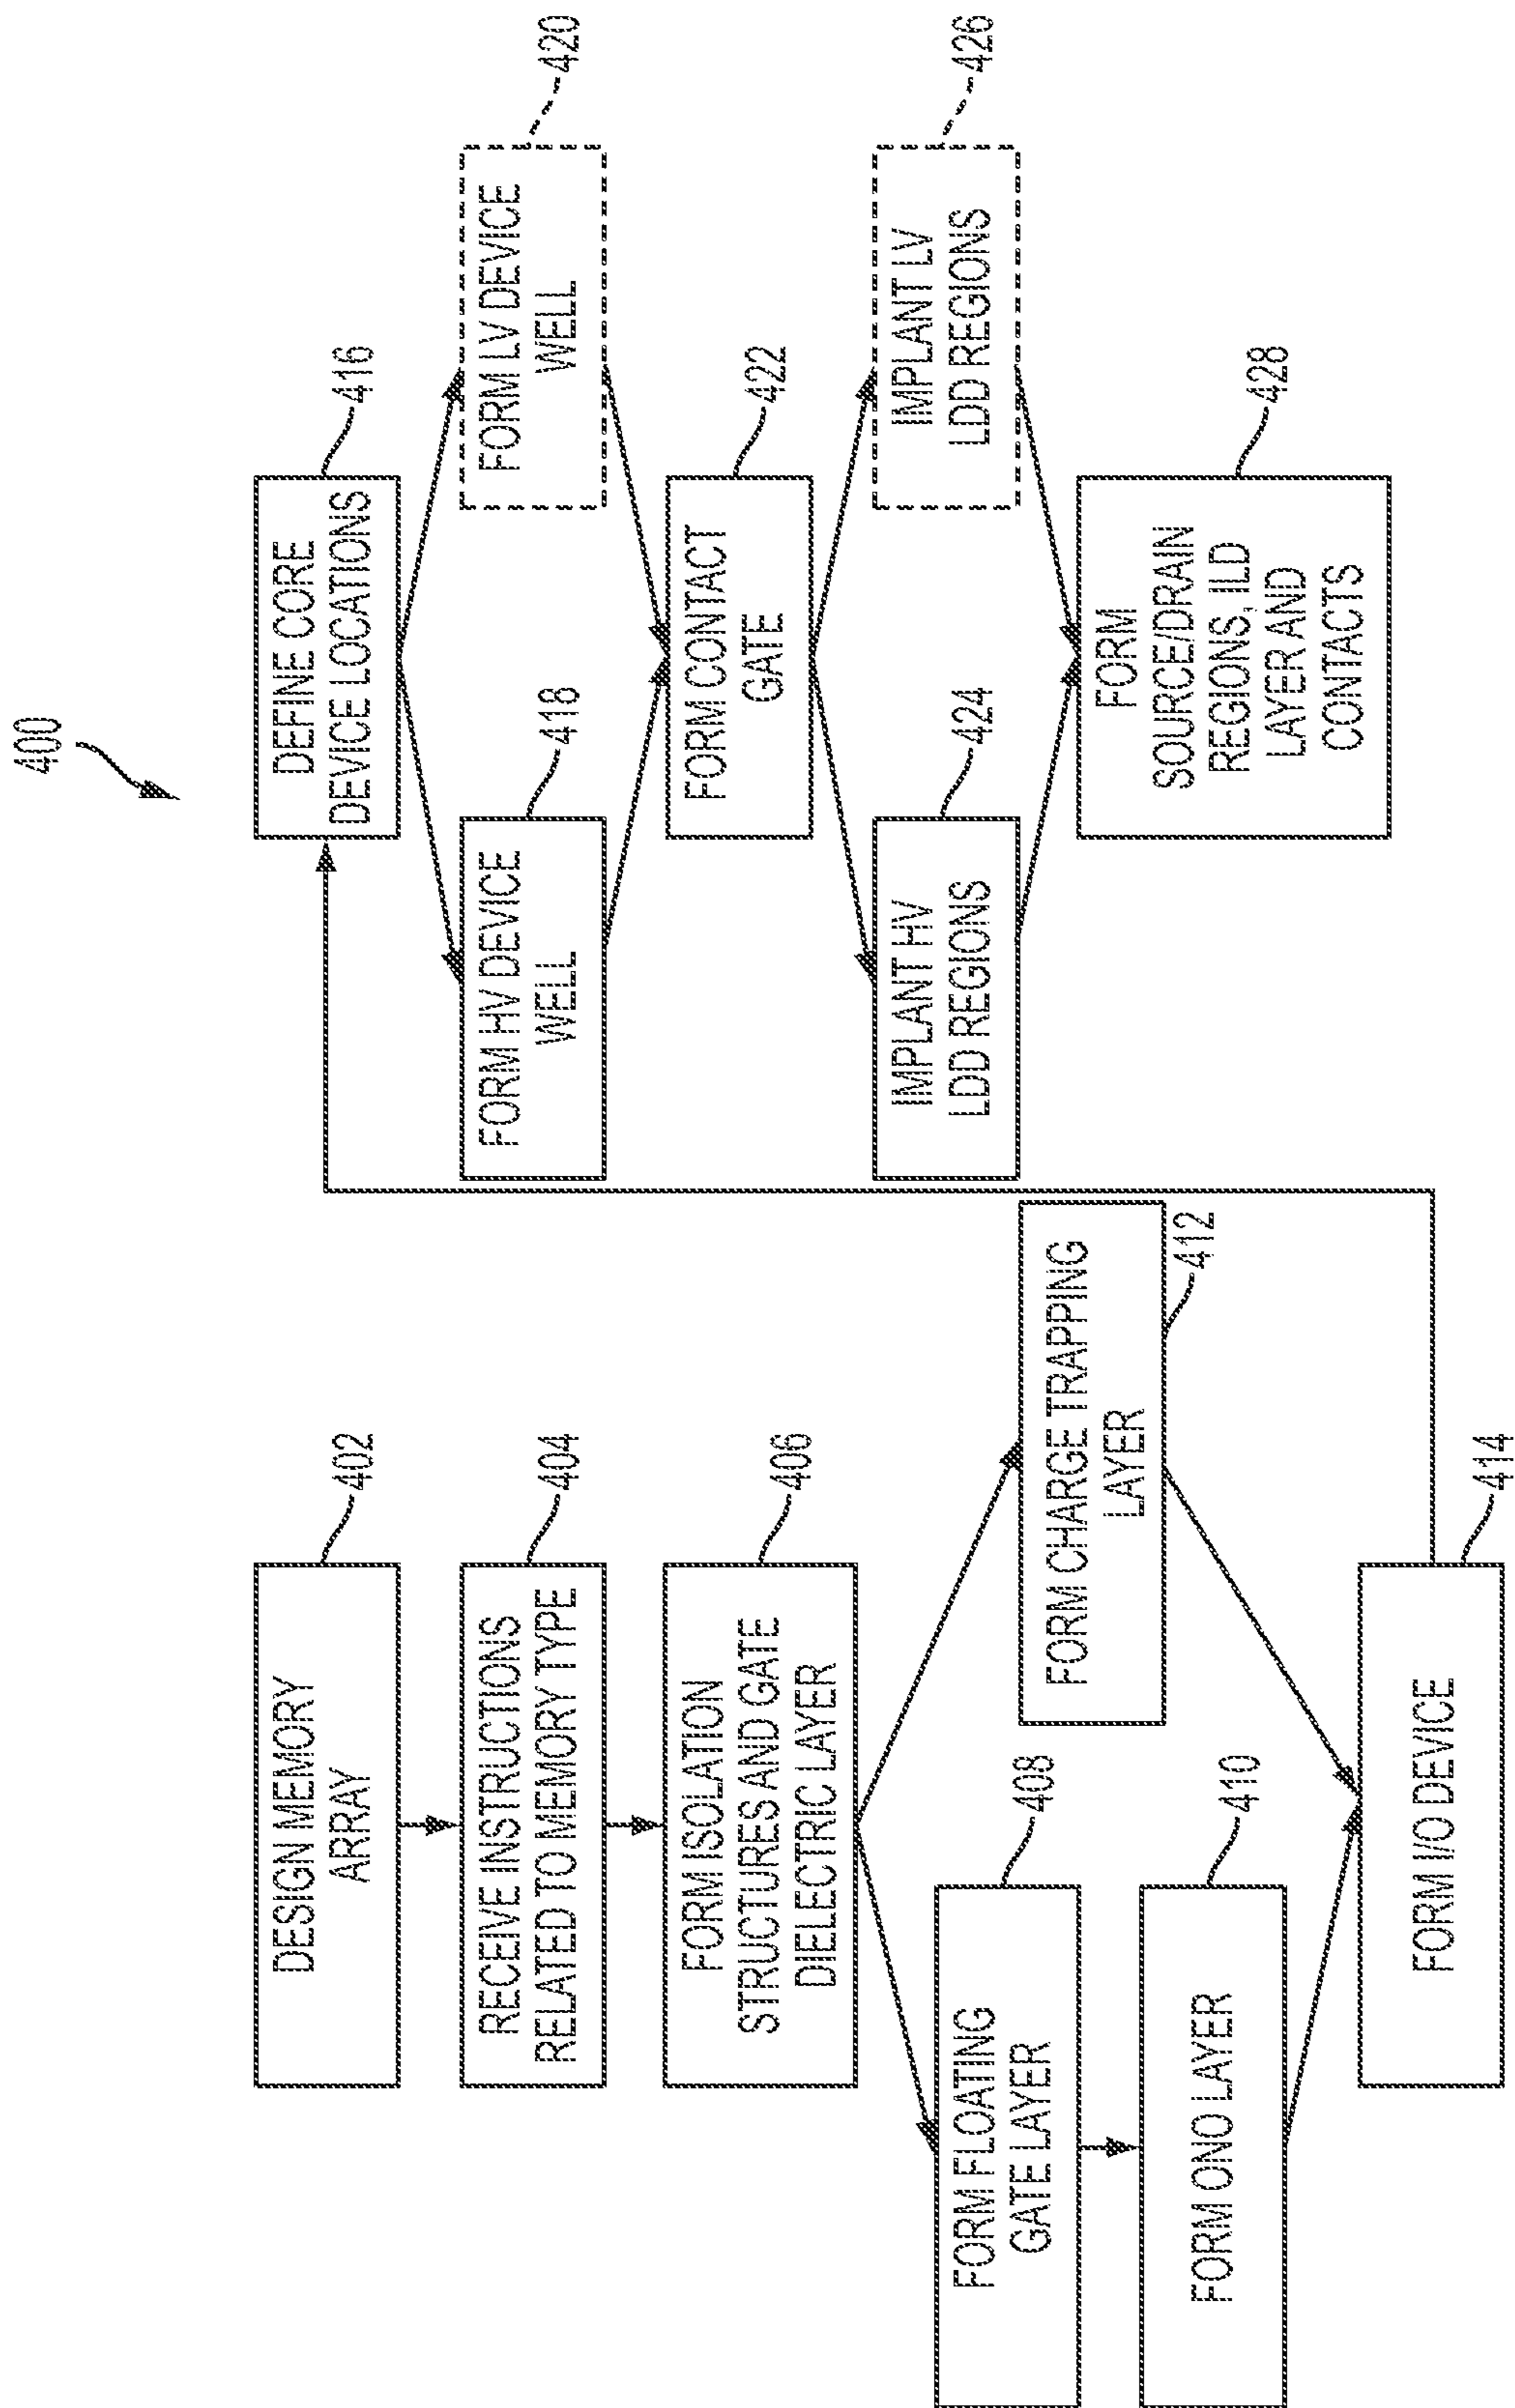 400
DESIGN MEMORY
ARRAY
402
RECEIVE INSTRUCTIONS
RELATED TO MEMORY TYPE
404
FORM ISOLATION
STRUCTURES AND GATE
DIELECTRIC LAYER
406
FORM FLOATING
GATE LAYER
408
FORM ONO LAYER
410
FORM CHARGE TRAPPING
LAYER
412
FORM I/O DEVICE
414
DEFINE CORE
DEVICE LOCATIONS
416
FORM HV DEVICE
WELL
418
FORM LV DEVICE
WELL
420
FORM CONTACT
GATE
422
IMPLANT HV
LDD REGIONS
424
IMPLANT LV
LDD REGIONS
426
FORM
SOURCE/DRAIN
REGIONS, ILD
LAYER AND
CONTACTS
428